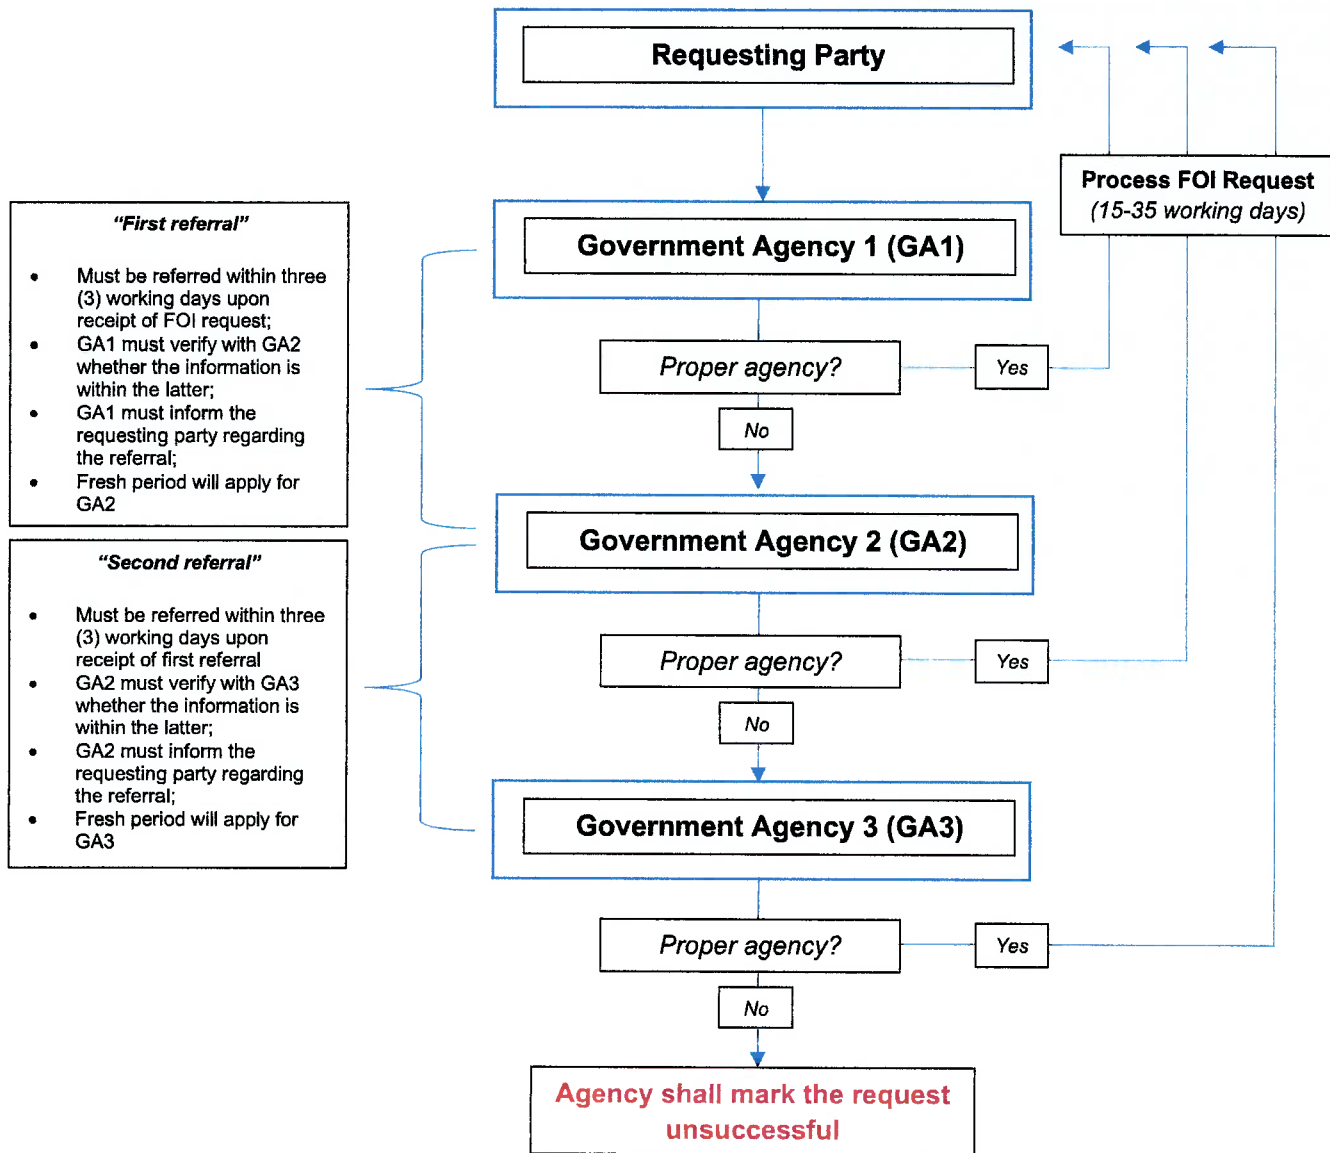 Requesting Party
Process FOI Request
(15-35 working days)
Government Agency 1 (GA1)
Proper agency?
Yes
No
“First referral”
• Must be referred within three
(3) working days upon
receipt of FOI request;
• GA1 must verify with GA2
whether the information is
within the latter;
• GA1 must inform the
requesting party regarding
the referral;
• Fresh period will apply for
GA2
Government Agency 2 (GA2)
Proper agency?
Yes
No
“Second referral”
• Must be referred within three
(3) working days upon
receipt of first referral
• GA2 must verify with GA3
whether the information is
within the latter;
• GA2 must inform the
requesting party regarding
the referral;
• Fresh period will apply for
GA3
Government Agency 3 (GA3)
Proper agency?
Yes
No
Agency shall mark the request
unsuccessful